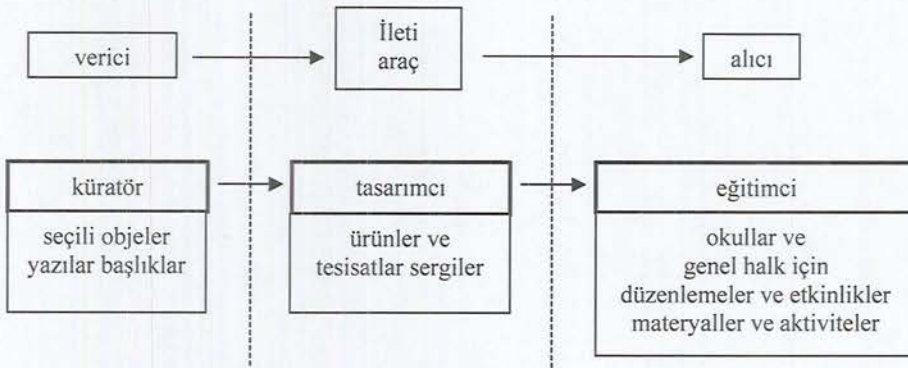 verici
İleti
araç
alıcı
küratör
tasarımcı
eğitimci
seçili objeler
yazılar başlıklar
ürünler ve
tesisatlar sergiler
okullar ve
genel halk için
düzenlemeler ve etkinlikler
materyaller ve aktiviteler